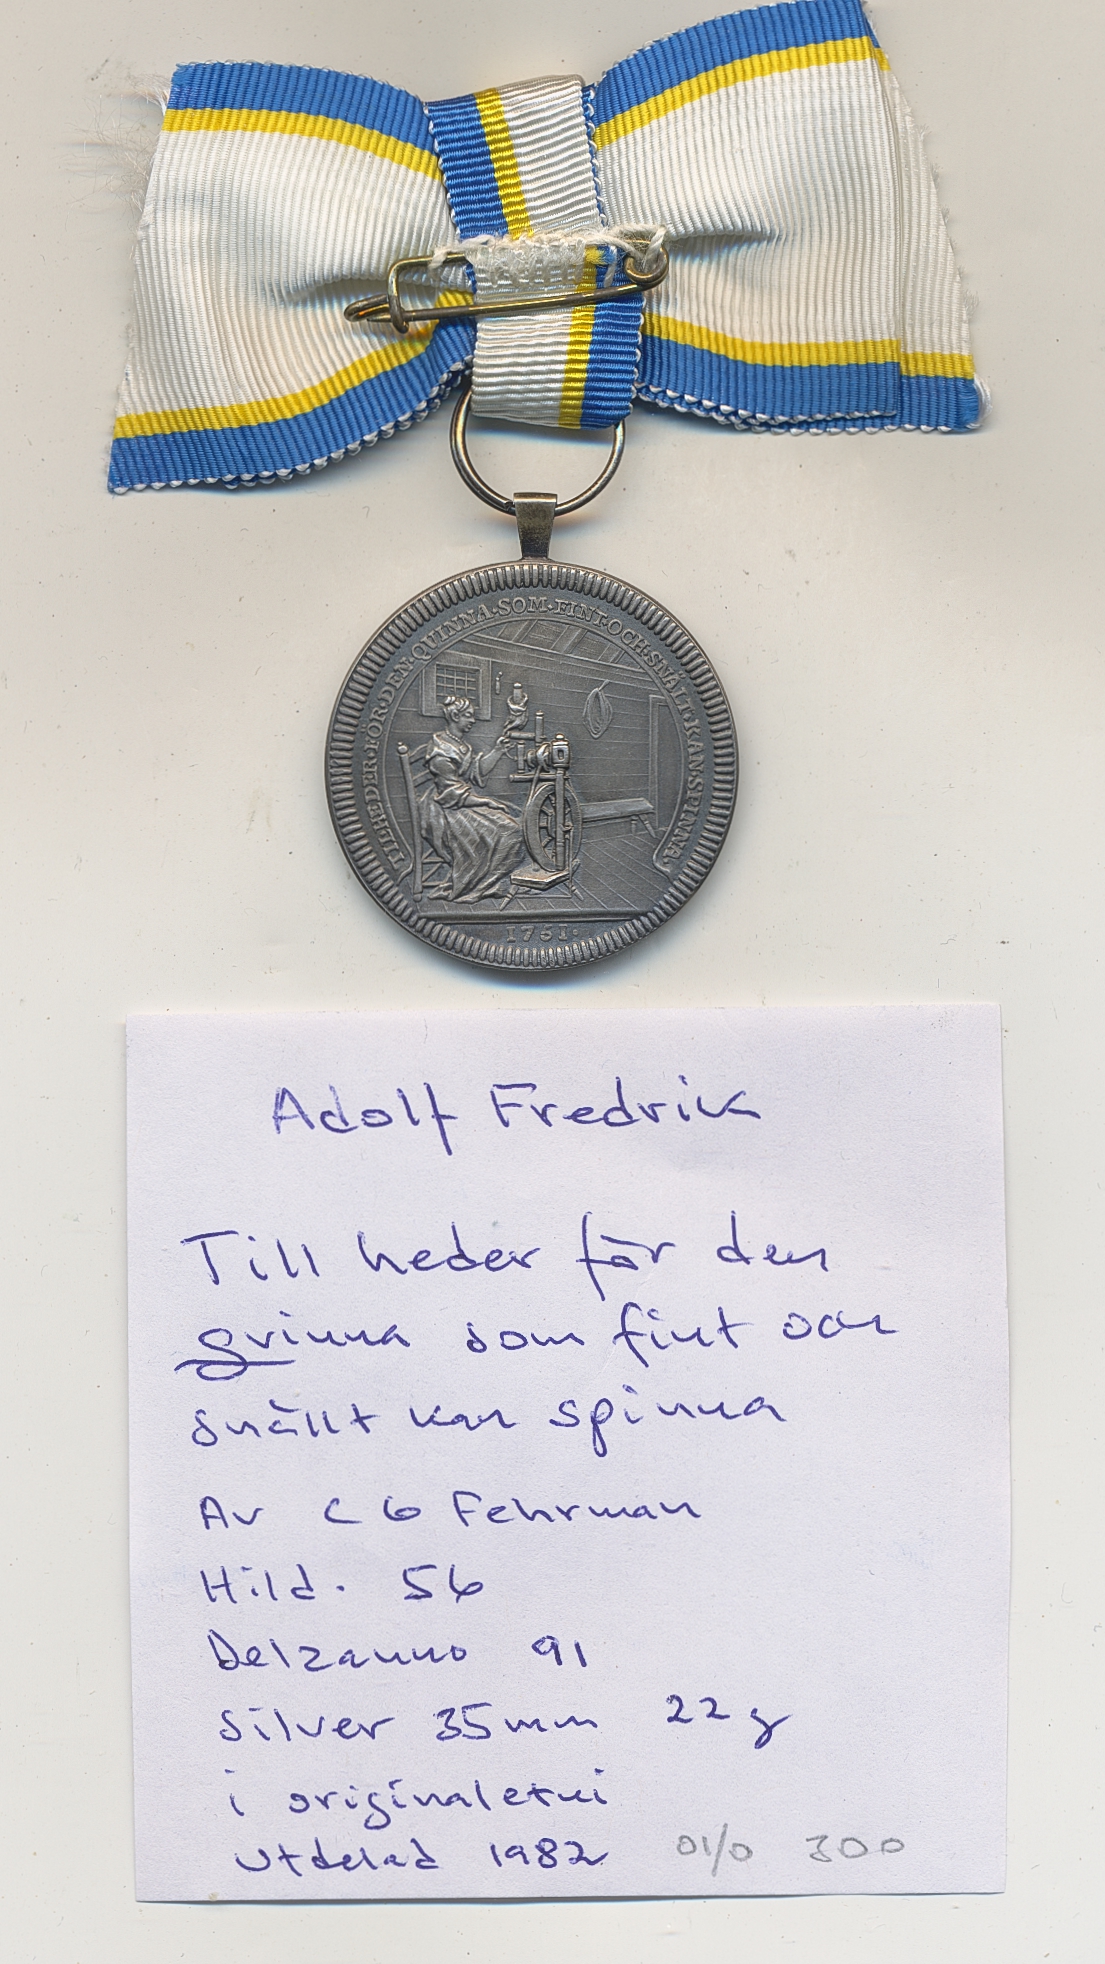 TIL·HEDER·FÖR·DEN·QVINNA·SOM·FINT·OCH·SNÄLT·KAN·SPINNA·
1751·
Adolf Fredrik
Till heder för den
qvinna som fint och
snällt kan spinna
Av C G Fehrman
Hild. 56
Delzanno 91
Silver 35mm 22g
i originaletui
Utdelad 1982 01/0 300